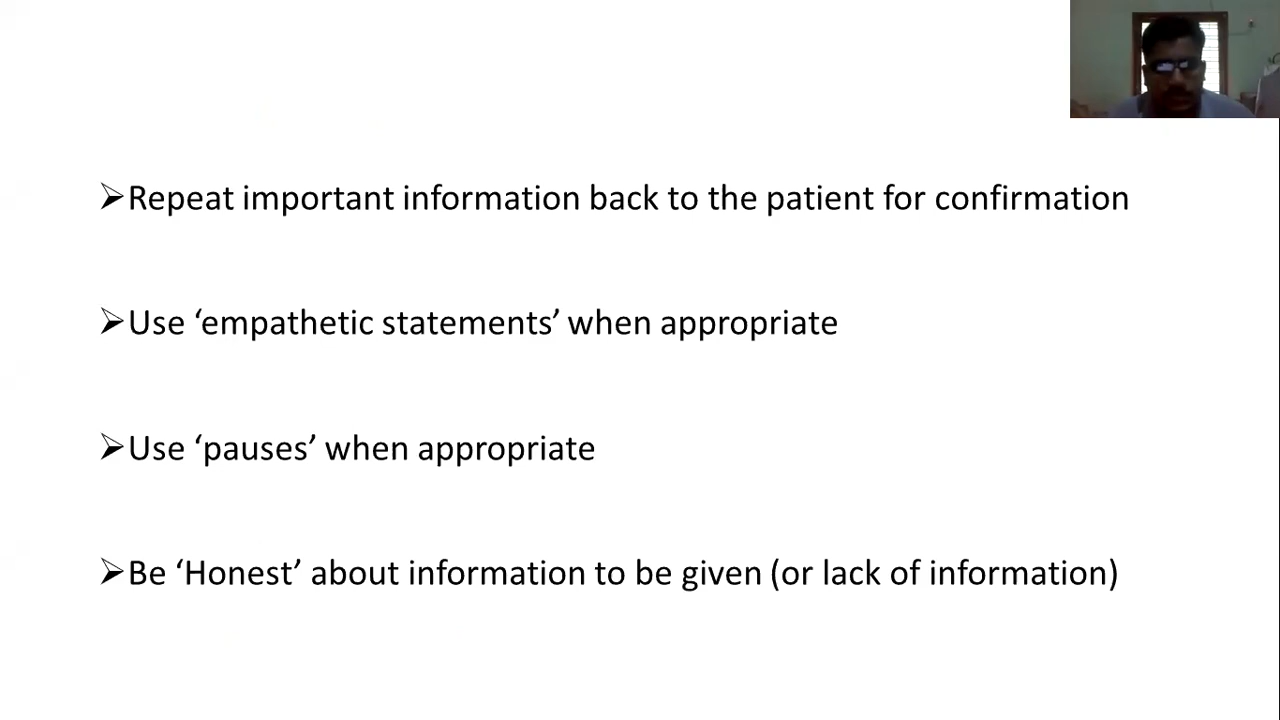 ➢Repeat important information back to the patient for confirmation
➢Use ‘empathetic statements’ when appropriate
➢Use ‘pauses’ when appropriate
➢Be ‘Honest’ about information to be given (or lack of information)